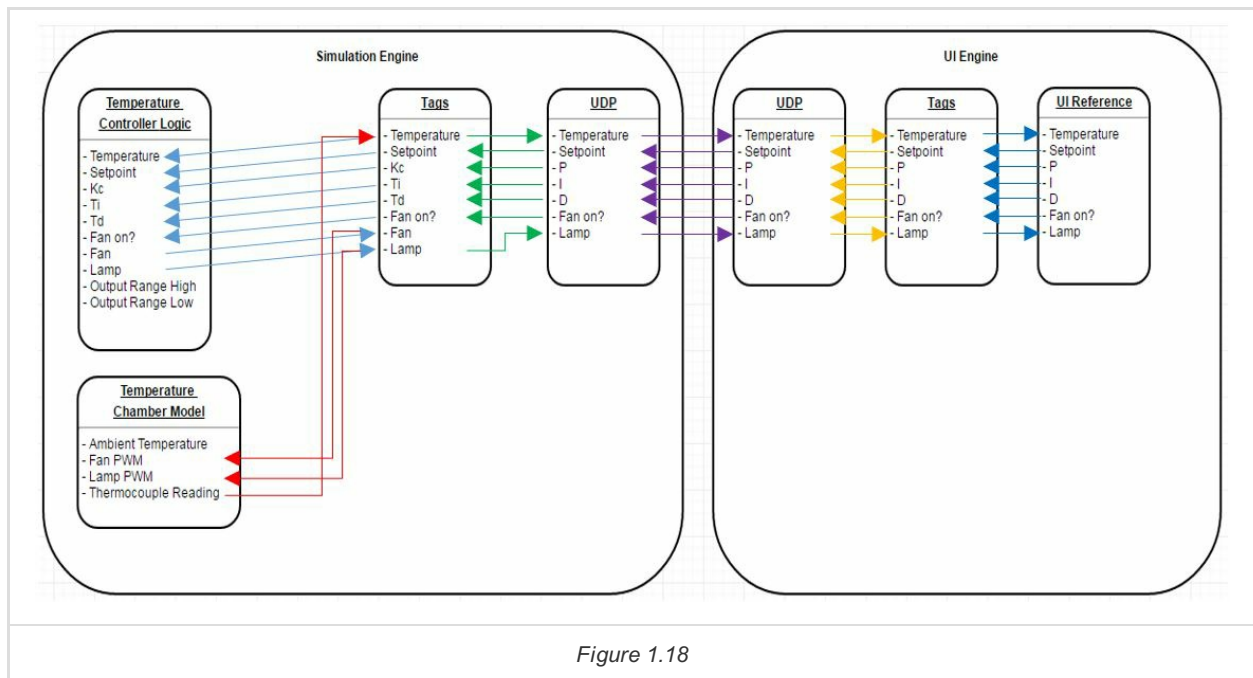 Simulation Engine
Temperature
Controller Logic
- Temperature
- Setpoint
- Kc
- Ti
- Td
- Fan on?
- Fan
- Lamp
- Output Range High
- Output Range Low
Temperature
Chamber Model
- Ambient Temperature
- Fan PWM
- Lamp PWM
- Thermocouple Reading
Tags
- Temperature
- Setpoint
- Kc
- Ti
- Td
- Fan on?
- Fan
- Lamp
UDP
- Temperature
- Setpoint
- P
- I
- D
- Fan on?
- Lamp
UI Engine
UDP
- Temperature
- Setpoint
- P
- I
- D
- Fan on?
- Lamp
Tags
- Temperature
- Setpoint
- P
- I
- D
- Fan on?
- Lamp
UI Reference
- Temperature
- Setpoint
- P
- I
- D
- Fan on?
- Lamp
Figure 1.18